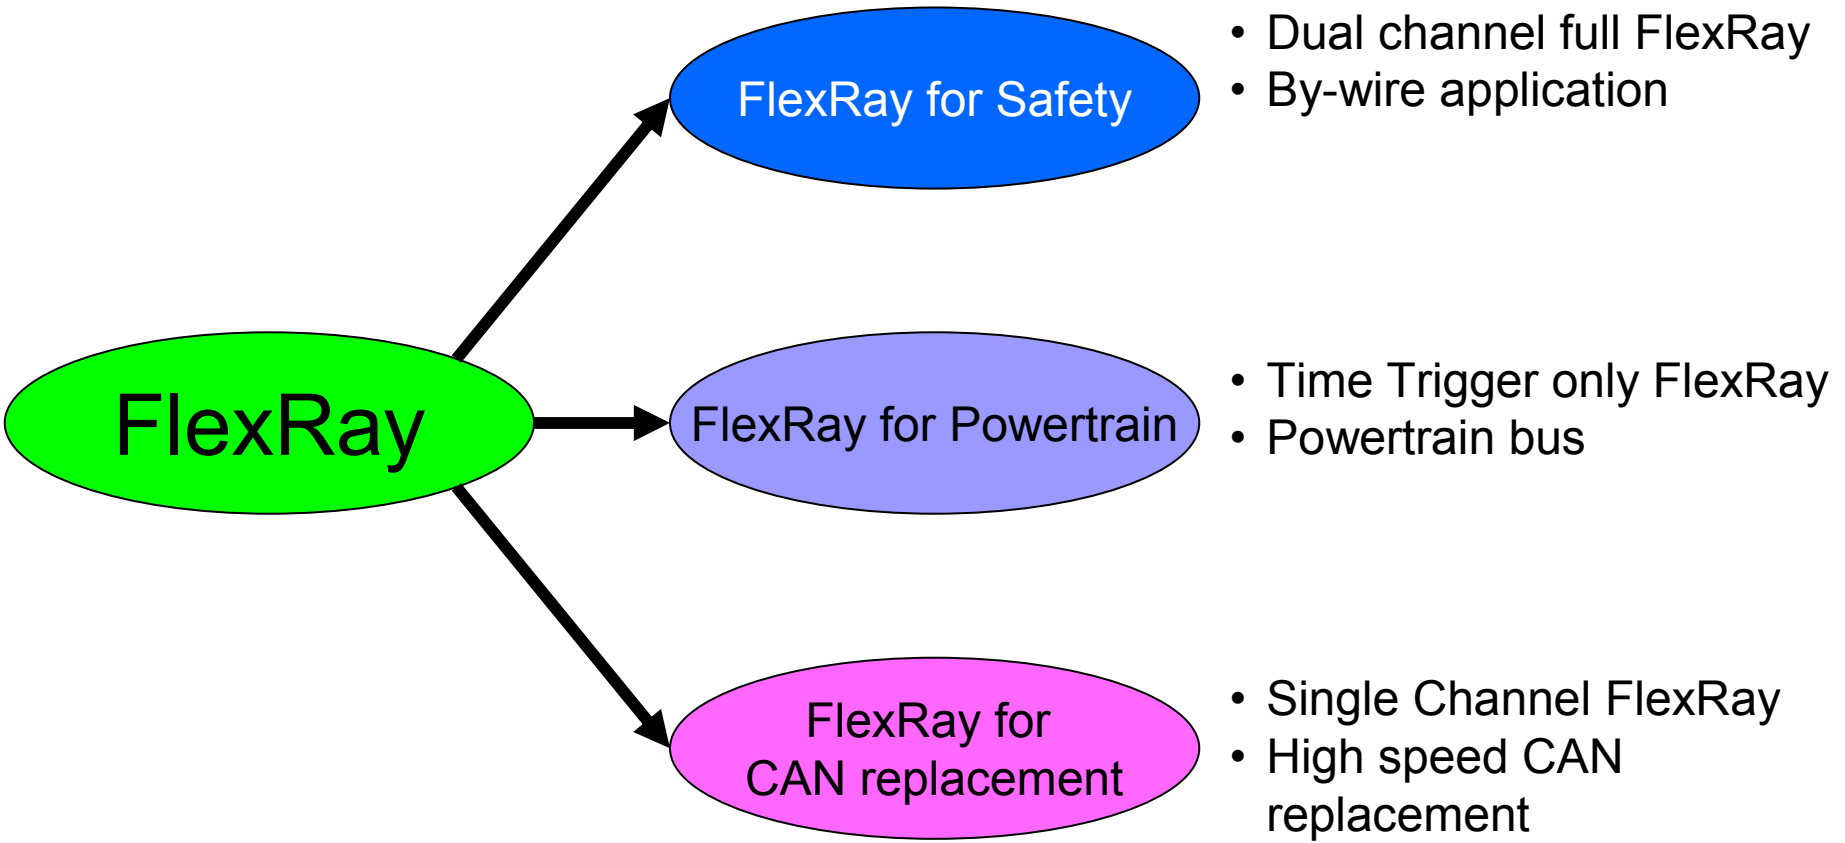 FlexRay
FlexRay for Safety
• Dual channel full FlexRay
• By-wire application
FlexRay for Powertrain
• Time Trigger only FlexRay
• Powertrain bus
FlexRay for
CAN replacement
• Single Channel FlexRay
• High speed CAN
replacement